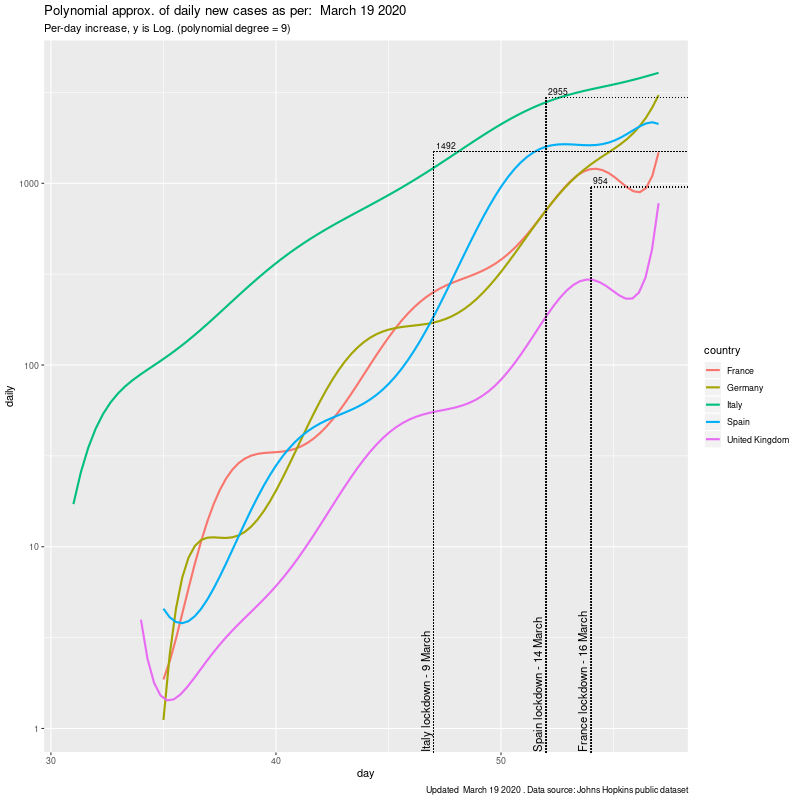 Polynomial approx. of daily new cases as per:  March 19 2020
Per-day increase, y is Log. (polynomial degree = 9)
2955
1492
1000
954
country
France
100
Germany
daily
Italy
Spain
United Kingdom
10
Italy lockdown - 9 March
Spain lockdown - 14 March
France lockdown - 16 March
1
30
40
50
day
Updated  March 19 2020 . Data source: Johns Hopkins public dataset